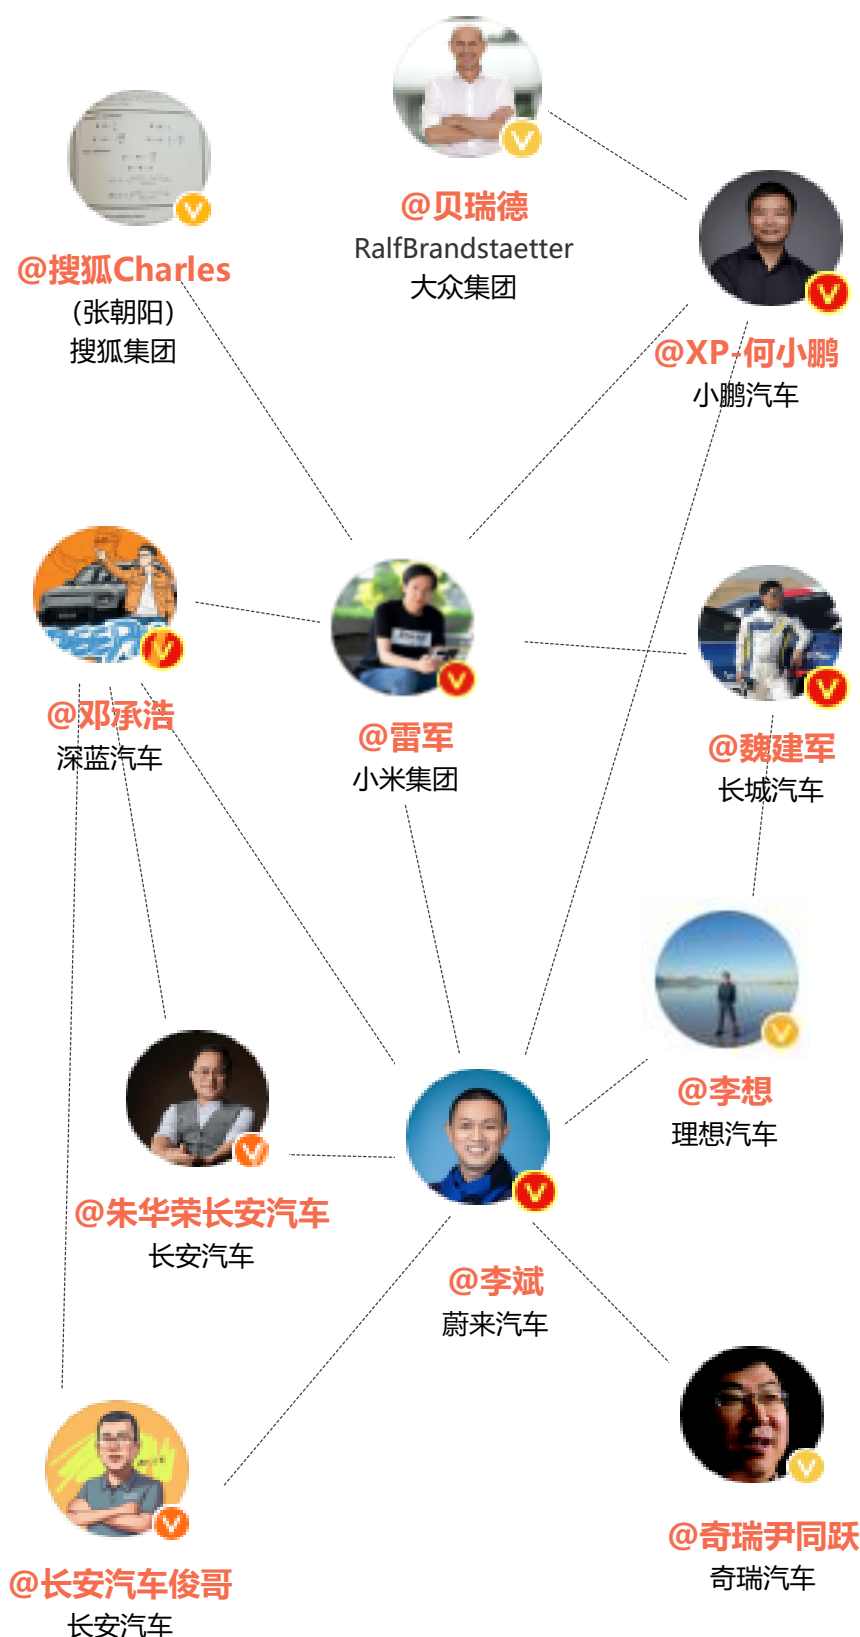 @贝瑞德
RalfBrandstaetter
大众集团
@搜狐Charles
(张朝阳)
搜狐集团
@XP-何小鹏
小鹏汽车
@邓承浩
深蓝汽车
@雷军
小米集团
@魏建军
长城汽车
@李想
理想汽车
@朱华荣长安汽车
长安汽车
@李斌
蔚来汽车
@奇瑞尹同跃
奇瑞汽车
@长安汽车俊哥
长安汽车